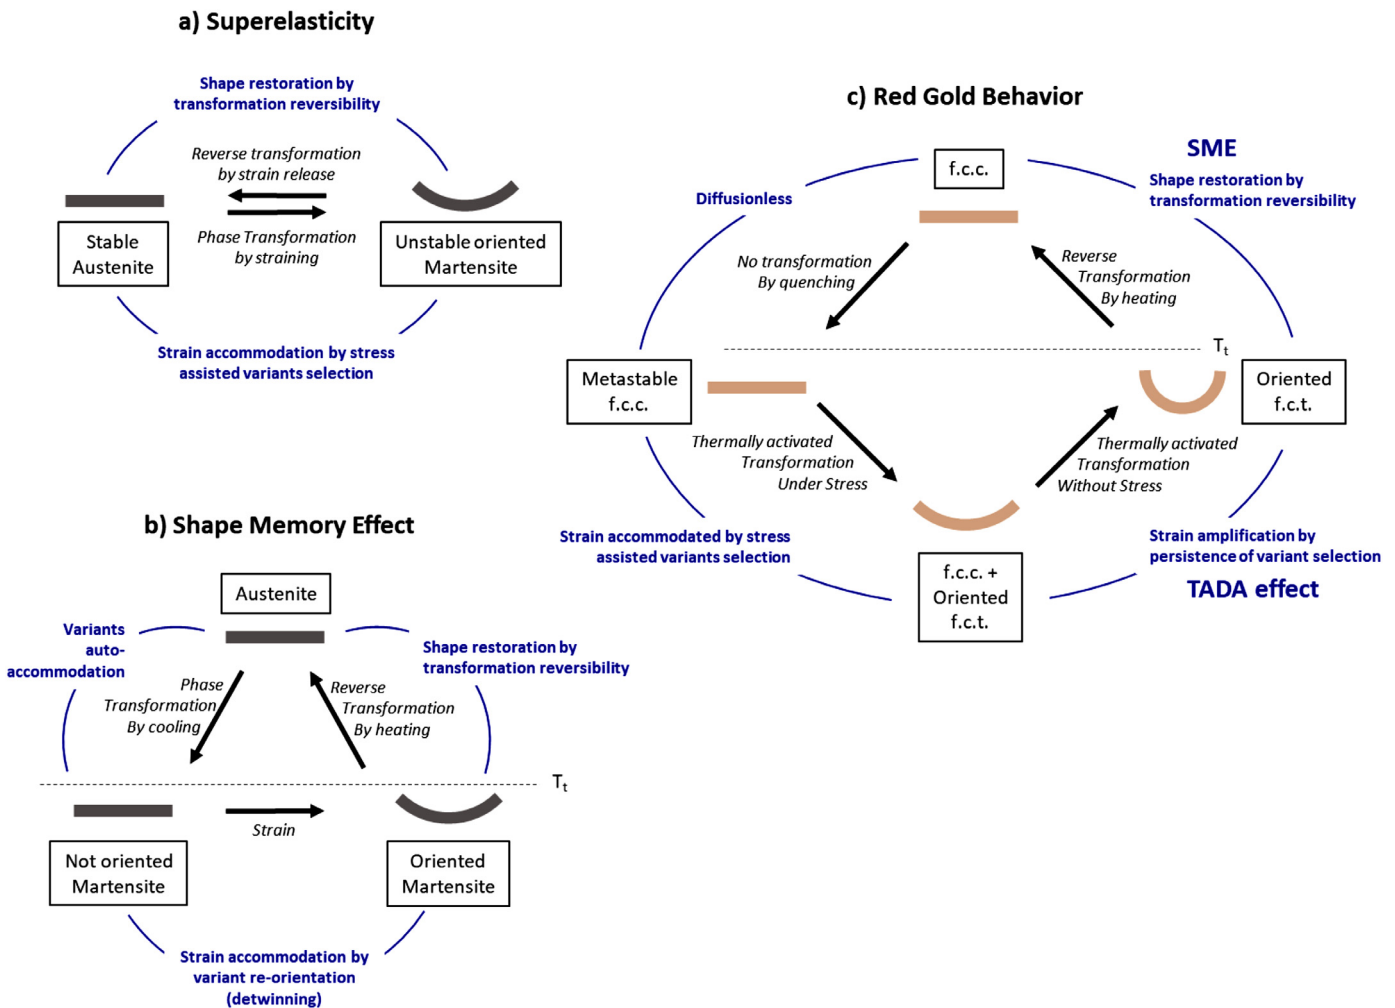 a) Superelasticity
Shape restoration by
transformation reversibility
Reverse transformation
by strain release
Phase Transformation
by straining
Stable
Austenite
Unstable oriented
Martensite
Strain accommodation by stress
assisted variants selection
b) Shape Memory Effect
Austenite
Variants
auto-
accommodation
Shape restoration by
transformation reversibility
Phase
Transformation
By cooling
Reverse
Transformation
By heating
Tt
Strain
Not oriented
Martensite
Oriented
Martensite
Strain accommodation by
variant re-orientation
(detwinning)
c) Red Gold Behavior
f.c.c.
SME
Diffusionless
Shape restoration by
transformation reversibility
No transformation
By quenching
Reverse
Transformation
By heating
Tt
Metastable
f.c.c.
Oriented
f.c.t.
Thermally activated
Transformation
Under Stress
Thermally activated
Transformation
Without Stress
Strain accommodated by stress
assisted variants selection
Strain amplification by
persistence of variant selection
TADA effect
f.c.c. +
Oriented
f.c.t.